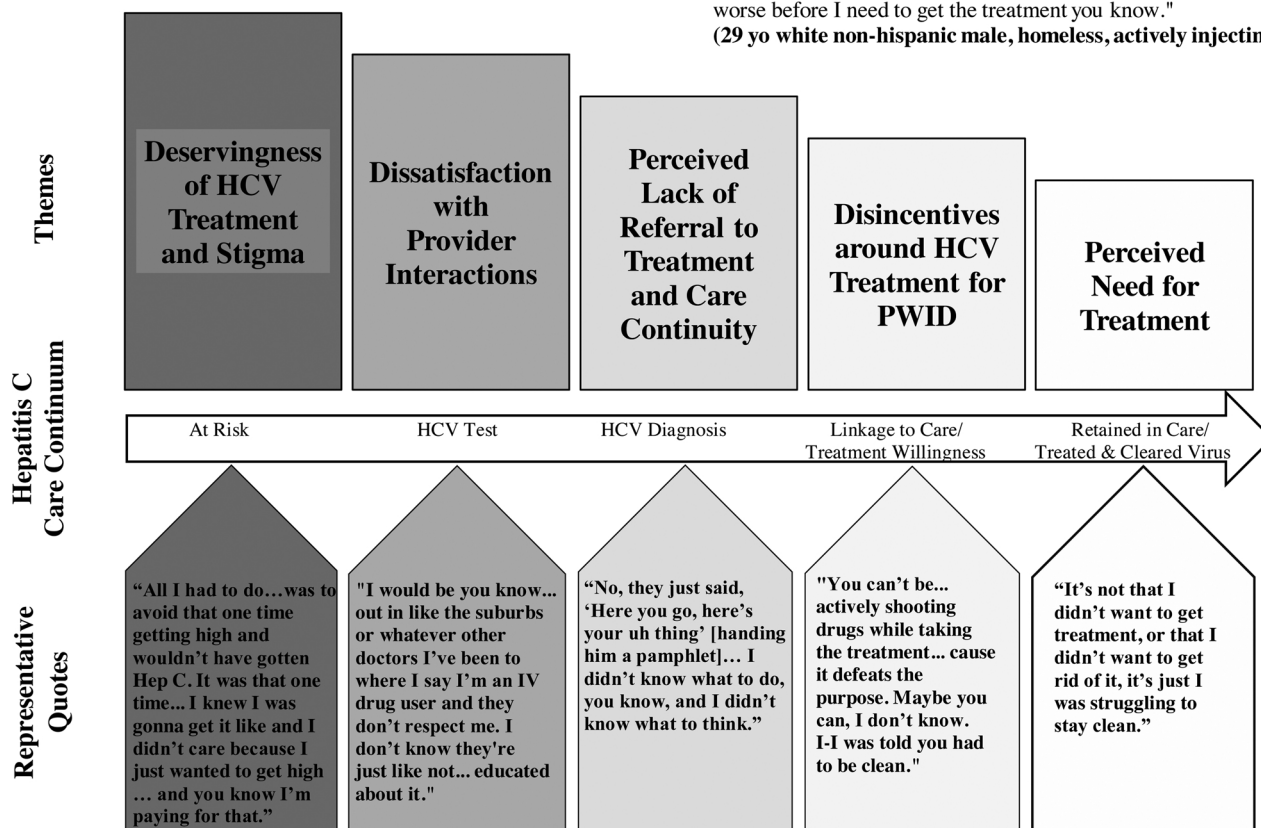 worse before I need to get the treatment you know."
(29 yo white non-hispanic male, homeless, actively injectin
Themes
Deservingness
of HCV
Treatment
and Stigma
Dissatisfaction
with
Provider
Interactions
Perceived
Lack of
Referral to
Treatment
and Care
Continuity
Disincentives
around HCV
Treatment for
PWID
Perceived
Need for
Treatment
Hepatitis C
Care Continuum
At Risk
HCV Test
HCV Diagnosis
Linkage to Care/
Treatment Willingness
Retained in Care/
Treated & Cleared Virus
Representative
Quotes
“All I had to do…was to
avoid that one time
getting high and
wouldn’t have gotten
Hep C. It was that one
time... I knew I was
gonna get it like and I
didn’t care because I
just wanted to get high
… and you know I’m
paying for that.”
"I would be you know...
out in like the suburbs
or whatever other
doctors I’ve been to
where I say I’m an IV
drug user and they
don’t respect me. I
don’t know they're
just like not... educated
about it."
“No, they just said,
‘Here you go, here’s
your uh thing’ [handing
him a pamphlet]… I
didn’t know what to do,
you know, and I didn’t
know what to think.”
"You can’t be...
actively shooting
drugs while taking
the treatment... cause
it defeats the
purpose. Maybe you
can, I don’t know.
I-I was told you had
to be clean."
“It’s not that I
didn’t want to get
treatment, or that I
didn’t want to get
rid of it, it’s just I
was struggling to
stay clean.”